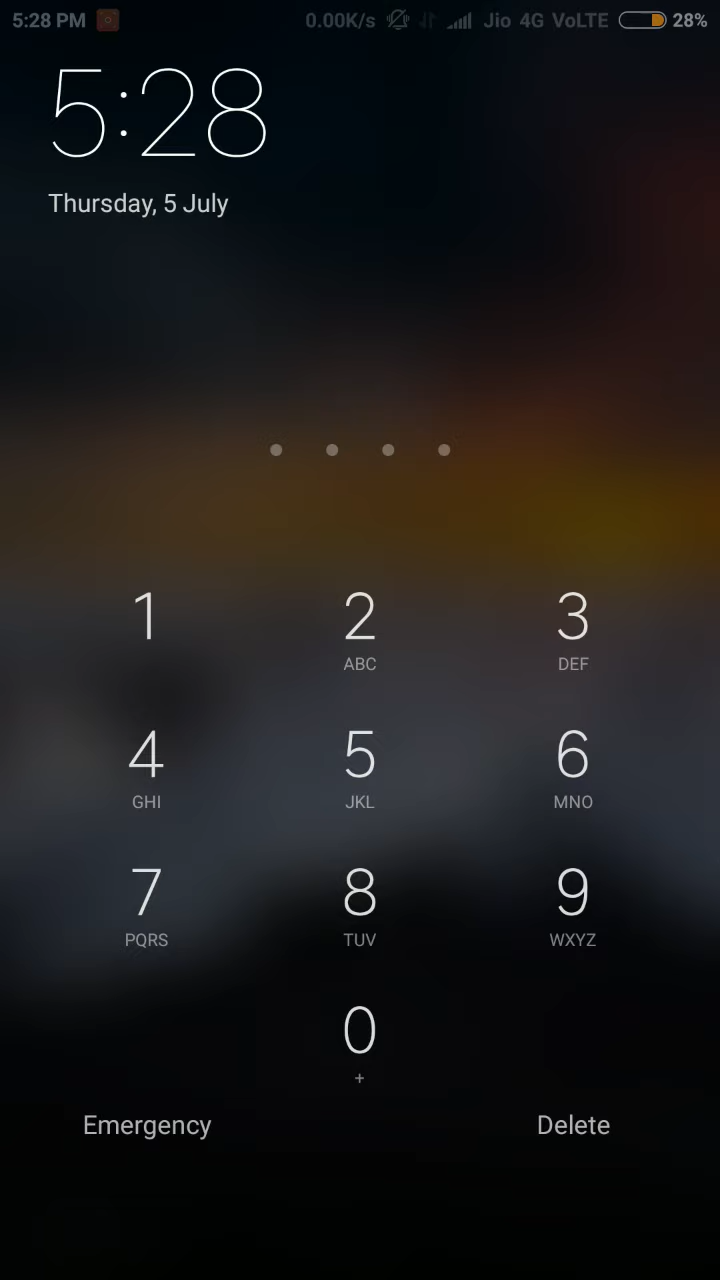 5:28 PM 0.00K/s Jio 4G VoLTE 28%
5:28
Thursday, 5 July
1 2 3
ABC DEF
4 5 6
GHI JKL MNO
7 8 9
PQRS TUV WXYZ
0
+
Emergency Delete